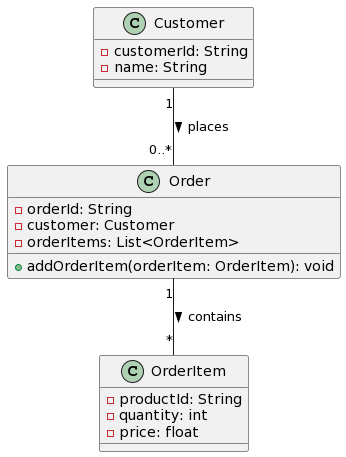 C Customer
customerId: String
name: String
1
places
0..*
C Order
orderId: String
customer: Customer
orderItems: List<OrderItem>
addOrderItem(orderItem: OrderItem): void
1
contains
*
C OrderItem
productId: String
quantity: int
price: float